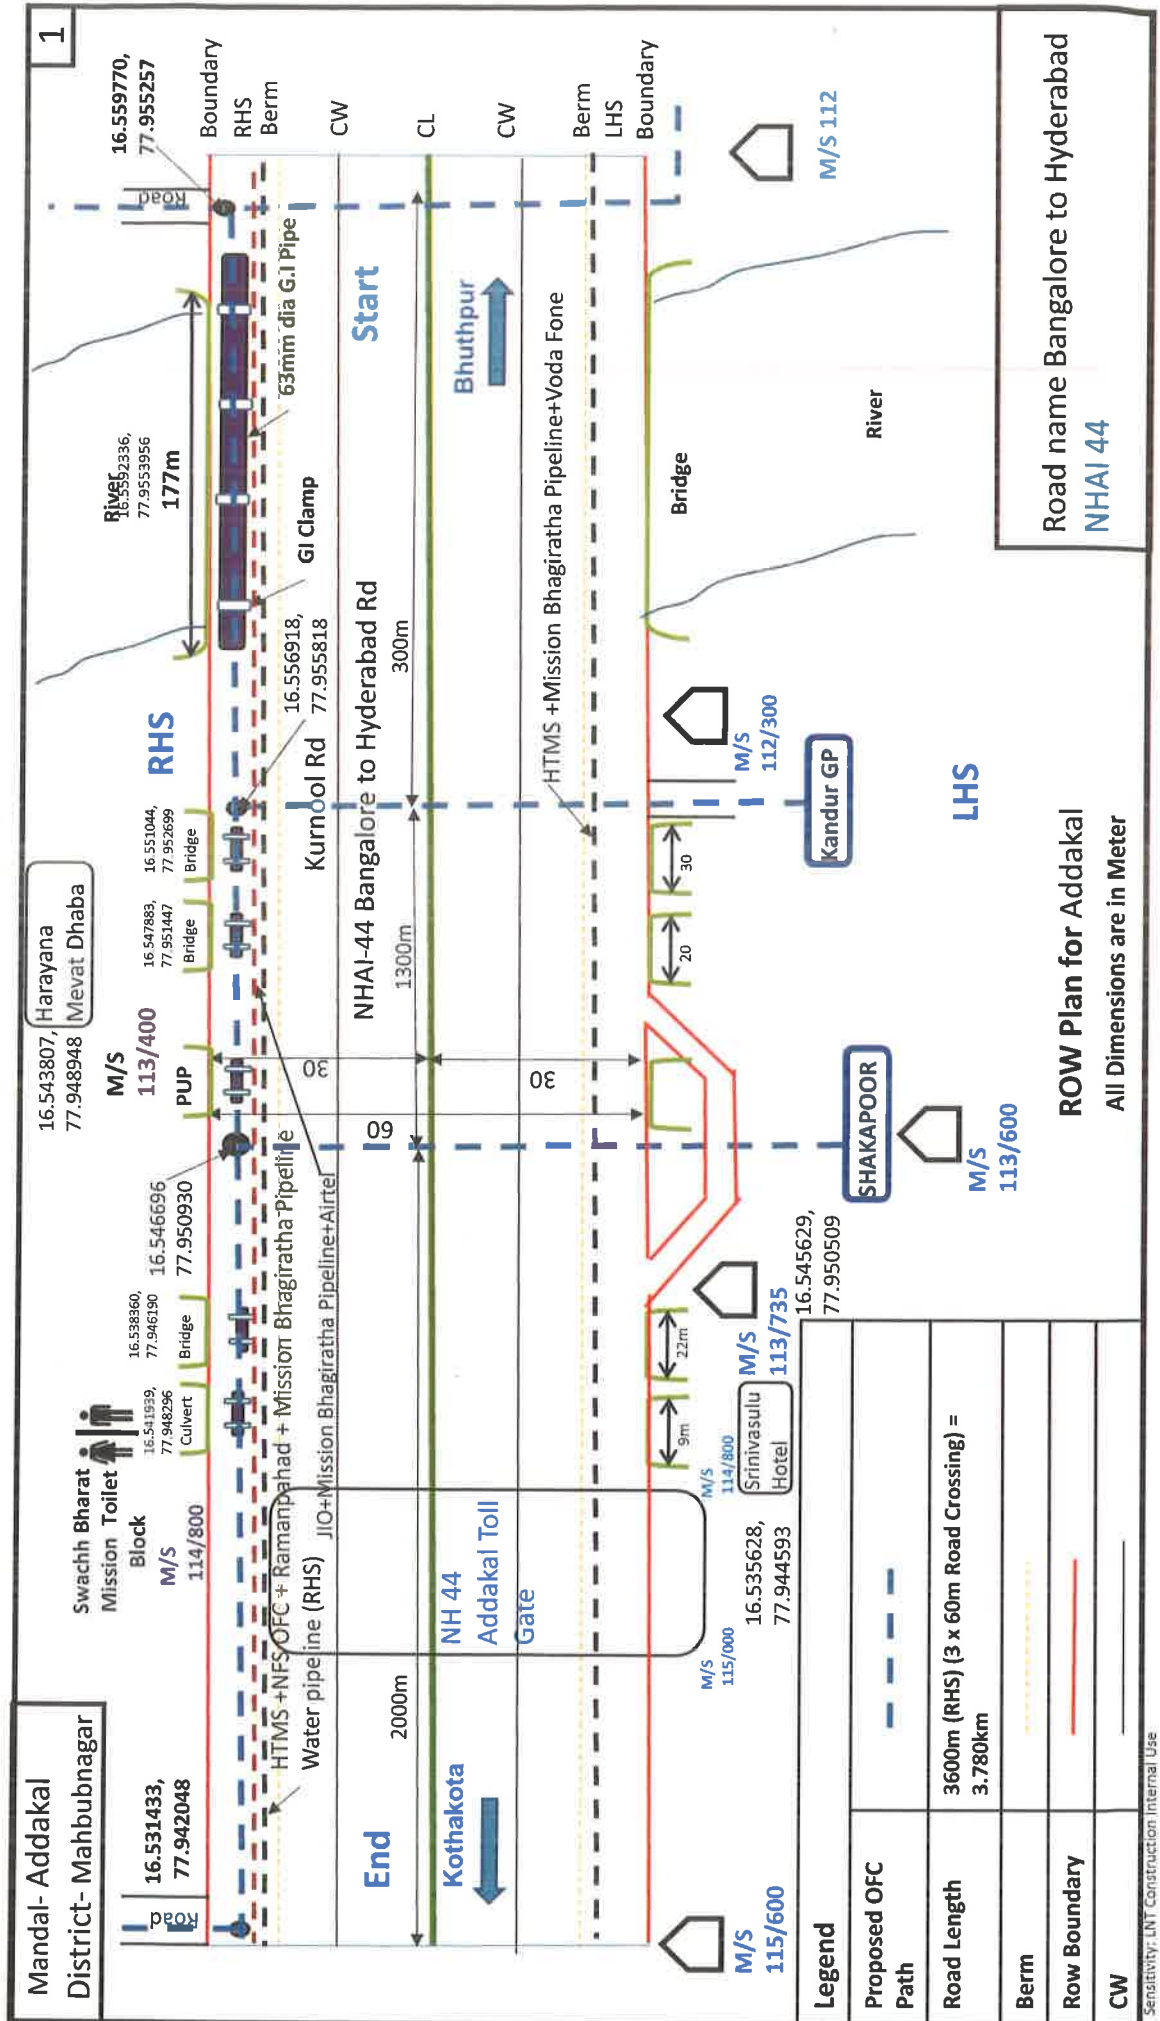 Mandal- Addakal
District- Mahbubnagar
1
16.531433,
77.942048
Road
Swachh Bharat
Mission Toilet
Block
M/S
114/800
16.541939,
77.948296
Culvert
16.538360,
77.946190
Bridge
16.546696
77.950930
16.543807,
77.948948
Harayana
Mevat Dhaba
M/S
113/400
PUP
16.547883,
77.951447
Bridge
16.551044,
77.952699
Bridge
RHS
River
16.5592336,
77.9553956
177m
16.559770,
77.955257
Road
Boundary
RHS
Berm
CW
CL
CW
Berm
LHS
Boundary
HTMS +NFS OFC + Ramanpahad + Mission Bhagiratha Pipeline
Water pipeline (RHS)
JIO+Mission Bhagiratha Pipeline+Airtel
16.556918,
77.955818
GI Clamp
63mm dia G.I Pipe
Kurnool Rd
NHAI-44 Bangalore to Hyderabad Rd
End
Start
2000m
1300m
300m
30
30
60
Kothakota
NH 44
Addakal Toll
Gate
Bhuthpur
HTMS +Mission Bhagiratha Pipeline+Voda Fone
M/S
115/600
M/S
115/000
16.535628,
77.944593
M/S
114/800
Srinivasulu
Hotel
9m
22m
M/S
113/735
16.545629,
77.950509
SHAKAPOOR
M/S
113/600
20
30
Kandur GP
M/S
112/300
Bridge
River
M/S 112
LHS
Legend
Proposed OFC
Path
Road Length
3600m (RHS) (3 x 60m Road Crossing) =
3.780km
Berm
Row Boundary
CW
ROW Plan for Addakal
All Dimensions are in Meter
Road name Bangalore to Hyderabad
NHAI 44
Sensitivity: LNT Construction Internal Use